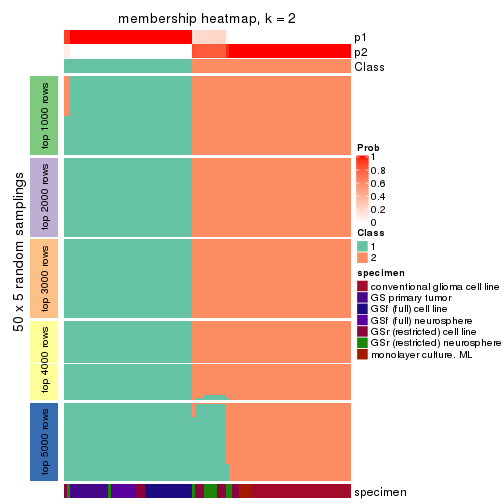 membership heatmap, k = 2
p1
p2
Class
50 x 5 random samplings
top 1000 rows
top 2000 rows
top 3000 rows
top 4000 rows
top 5000 rows
Prob
1
0.8
0.6
0.4
0.2
0
Class
1
2
specimen
conventional glioma cell line
GS primary tumor
GSf (full) cell line
GSf (full) neurosphere
GSr (restricted) cell line
GSr (restricted) neurosphere
monolayer culture, ML
specimen